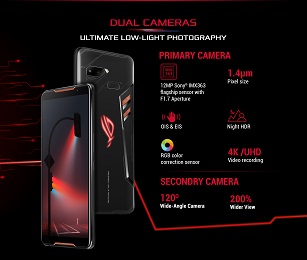 DUAL CAMERAS
ULTIMATE LOW-LIGHT PHOTOGRAPHY
PRIMARY CAMERA
12MP Sony® IMX363
flagship sensor with
F1.7 Aperture
1.4µm
Pixel size
OIS & EIS
Night HDR
RGB color
correction sensor
4K /UHD
Video recording
SECONDRY CAMERA
120°
Wide-Angle Camera
200%
Wider View